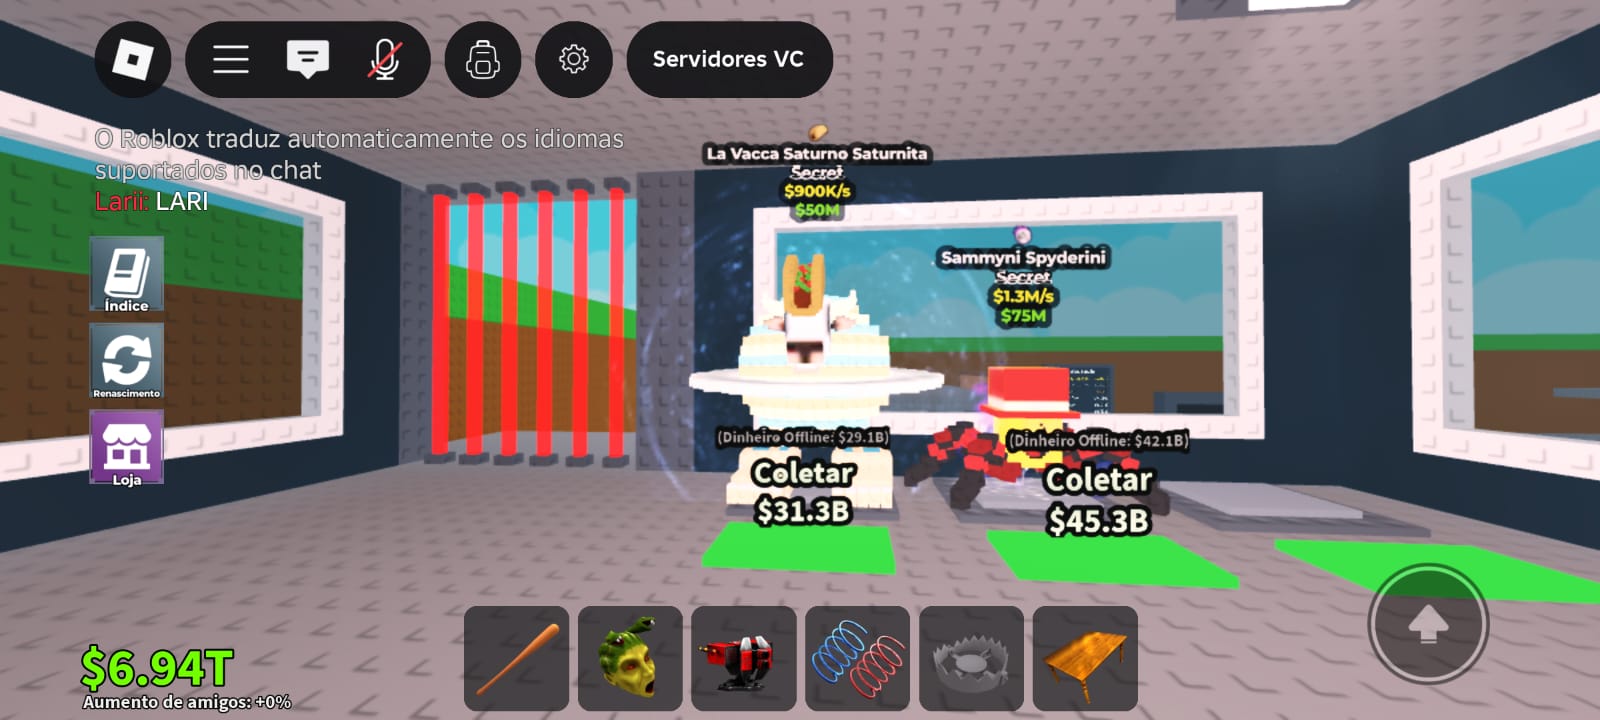 Servidores VC
O Roblox traduz automaticamente os idiomas
suportados no chat
Larii: LARI
Índice
Renascimento
Loja
La Vacca Saturno Saturnita
Secret
$900K/s
$50M
Sammyni Spyderini
Secret
$1.3M/s
$75M
(Dinheiro Offline: $29.1B)
Coletar
$31.3B
(Dinheiro Offline: $42.1B)
Coletar
$45.3B
$6.94T
Aumento de amigos: +0%